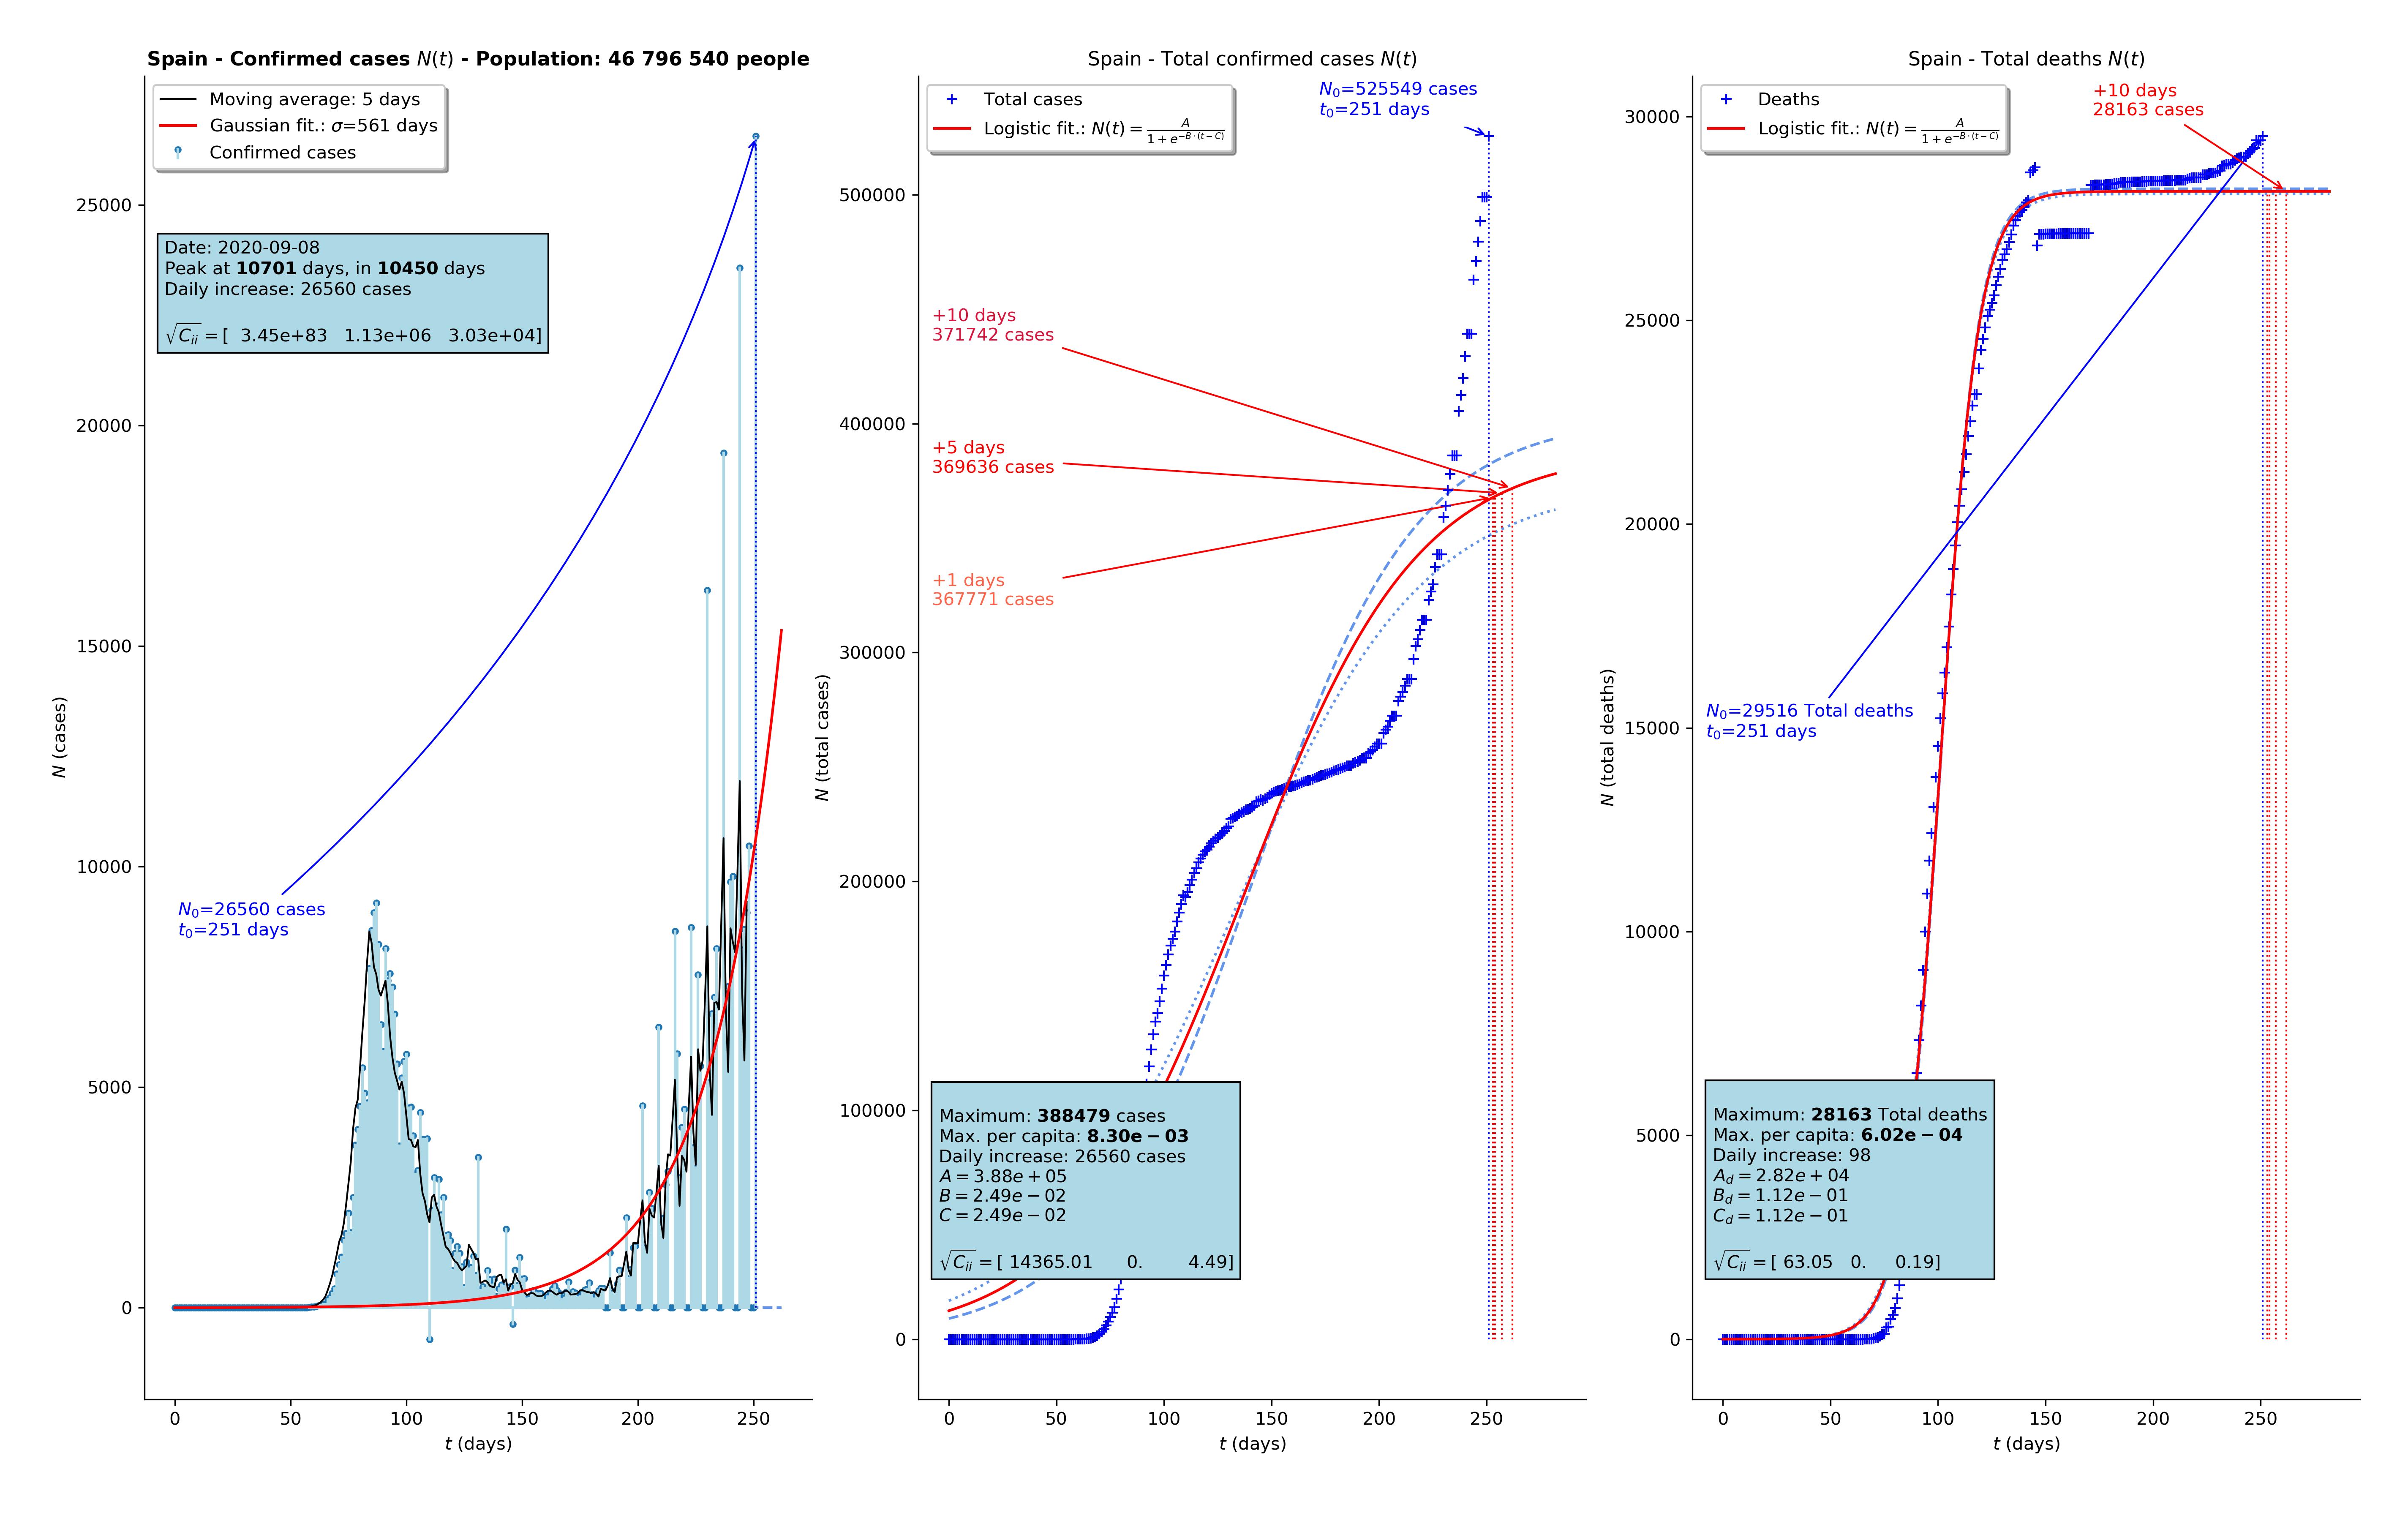 Spain - Confirmed cases N(t) - Population: 46 796 540 people
Moving average: 5 days
Gaussian fit.: σ=561 days
Confirmed cases
Date: 2020-09-08
Peak at 10701 days, in 10450 days
Daily increase: 26560 cases
√C_ii = [ 3.45e+83 1.13e+06 3.03e+04]
N₀=26560 cases
t₀=251 days
25000
20000
15000
10000
5000
0
N (cases)
0 50 100 150 200 250
t (days)
Spain - Total confirmed cases N(t)
Total cases
Logistic fit.: N(t) = A / (1 + e^{-B·(t-C)})
N₀=525549 cases
t₀=251 days
+10 days
371742 cases
+5 days
369636 cases
+1 days
367771 cases
Maximum: 388479 cases
Max. per capita: 8.30e − 03
Daily increase: 26560 cases
A = 3.88e + 05
B = 2.49e − 02
C = 2.49e − 02
√C_ii = [ 14365.01 0. 4.49]
500000
400000
300000
200000
100000
0
N (total cases)
0 50 100 150 200 250
t (days)
Spain - Total deaths N(t)
Deaths
Logistic fit.: N(t) = A / (1 + e^{-B·(t-C)})
+10 days
28163 cases
N₀=29516 Total deaths
t₀=251 days
Maximum: 28163 Total deaths
Max. per capita: 6.02e − 04
Daily increase: 98
A_d = 2.82e + 04
B_d = 1.12e − 01
C_d = 1.12e − 01
√C_ii = [ 63.05 0. 0.19]
30000
25000
20000
15000
10000
5000
0
N (total deaths)
0 50 100 150 200 250
t (days)